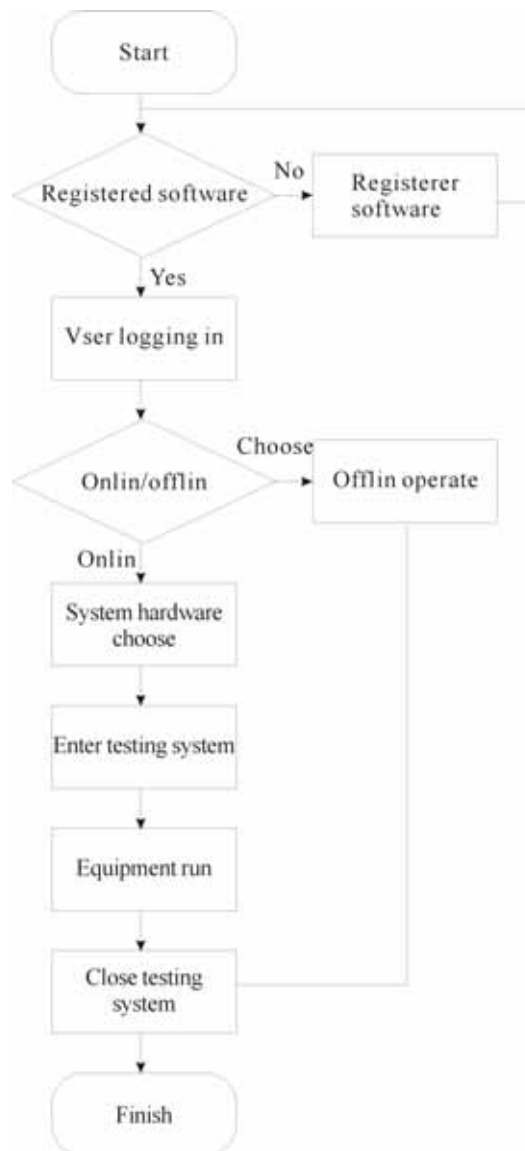 Start
Registered software
No
Registerer
software
Yes
Vser logging in
Onlin/offlin
Choose
Offlin operate
Onlin
System hardware
choose
Enter testing system
Equipment run
Close testing
system
Finish